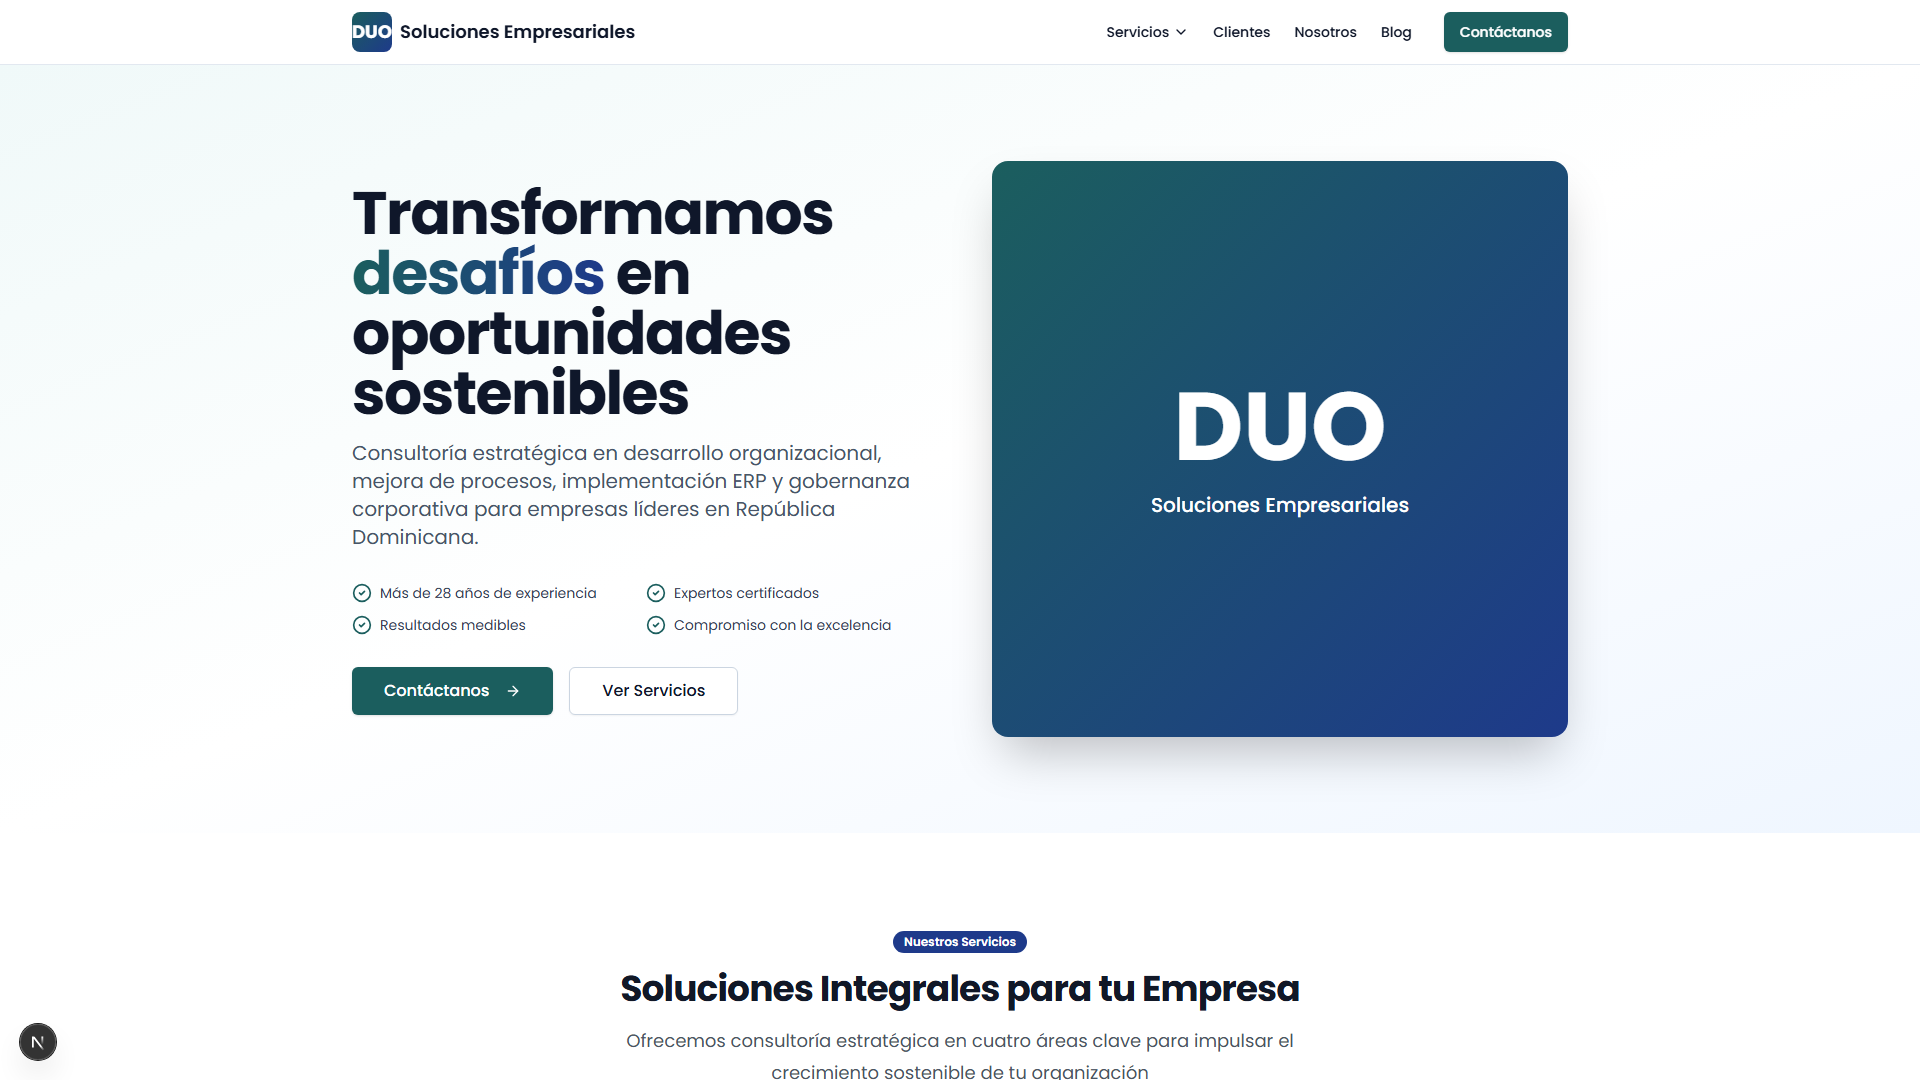 DUO Soluciones Empresariales
Servicios
Clientes
Nosotros
Blog
Contáctanos
Transformamos
desafíos en
oportunidades
sostenibles
Consultoría estratégica en desarrollo organizacional,
mejora de procesos, implementación ERP y gobernanza
corporativa para empresas líderes en República
Dominicana.
Más de 28 años de experiencia
Expertos certificados
Resultados medibles
Compromiso con la excelencia
Contáctanos
Ver Servicios
DUO
Soluciones Empresariales
Nuestros Servicios
Soluciones Integrales para tu Empresa
Ofrecemos consultoría estratégica en cuatro áreas clave para impulsar el
crecimiento sostenible de tu organización
N